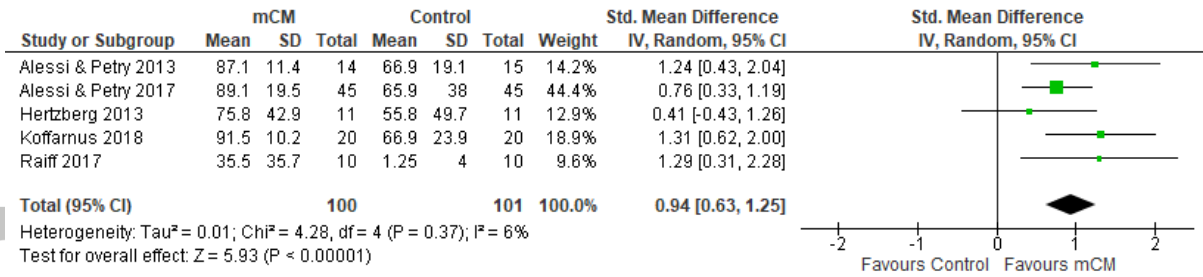 mCM Control Std. Mean Difference Std. Mean Difference
Study or Subgroup Mean SD Total Mean SD Total Weight IV, Random, 95% CI IV, Random, 95% CI
Alessi & Petry 2013 87.1 11.4 14 66.9 19.1 15 14.2% 1.24 [0.43, 2.04]
Alessi & Petry 2017 89.1 19.5 45 65.9 38 45 44.4% 0.76 [0.33, 1.19]
Hertzberg 2013 75.8 42.9 11 55.8 49.7 11 12.9% 0.41 [-0.43, 1.26]
Koffarnus 2018 91.5 10.2 20 66.9 23.9 20 18.9% 1.31 [0.62, 2.00]
Raiff 2017 35.5 35.7 10 1.25 4 10 9.6% 1.29 [0.31, 2.28]
Total (95% CI) 100 101 100.0% 0.94 [0.63, 1.25]
Heterogeneity: Tau² = 0.01; Chi² = 4.28, df = 4 (P = 0.37); I² = 6%
Test for overall effect: Z = 5.93 (P < 0.00001)
-2 -1 0 1 2
Favours Control Favours mCM